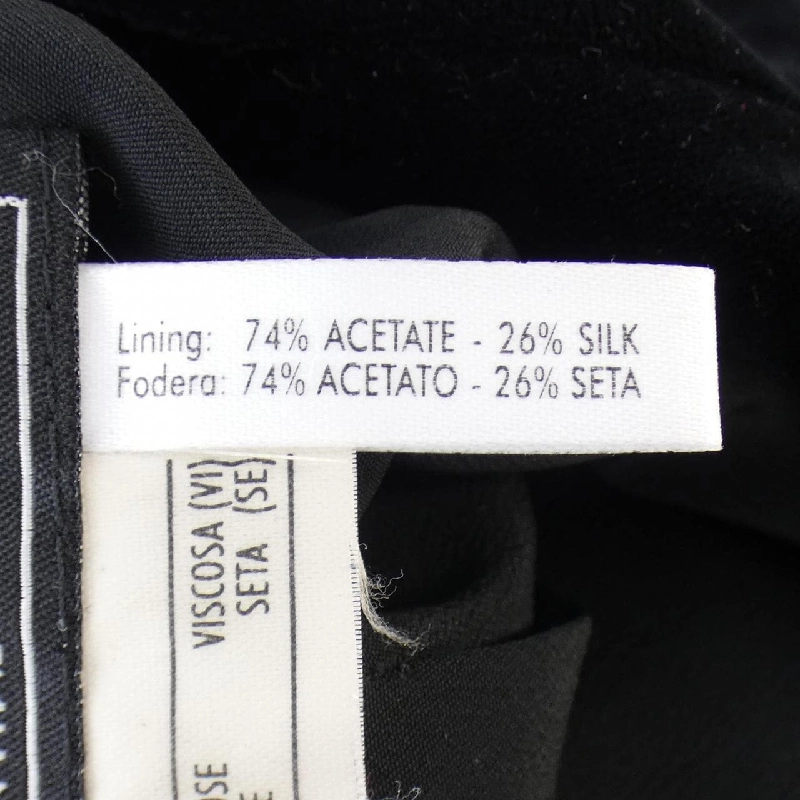 Lining: 74% ACETATE - 26% SILK
Fodera: 74% ACETATO - 26% SETA
VISCOSA (VI)
SETA (SE)